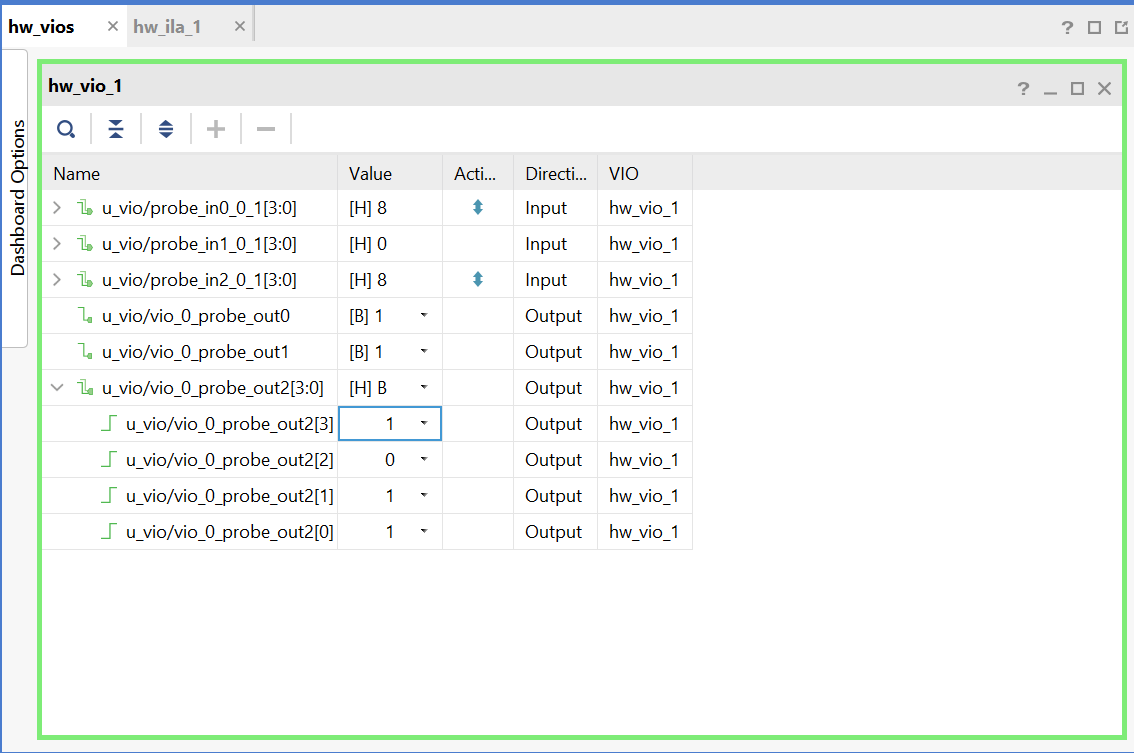 hw_vios hw_ila_1
Dashboard Options
hw_vio_1
Name Value Acti... Directi... VIO
u_vio/probe_in0_0_1[3:0] [H] 8 Input hw_vio_1
u_vio/probe_in1_0_1[3:0] [H] 0 Input hw_vio_1
u_vio/probe_in2_0_1[3:0] [H] 8 Input hw_vio_1
u_vio/vio_0_probe_out0 [B] 1 Output hw_vio_1
u_vio/vio_0_probe_out1 [B] 1 Output hw_vio_1
u_vio/vio_0_probe_out2[3:0] [H] B Output hw_vio_1
u_vio/vio_0_probe_out2[3] 1 Output hw_vio_1
u_vio/vio_0_probe_out2[2] 0 Output hw_vio_1
u_vio/vio_0_probe_out2[1] 1 Output hw_vio_1
u_vio/vio_0_probe_out2[0] 1 Output hw_vio_1